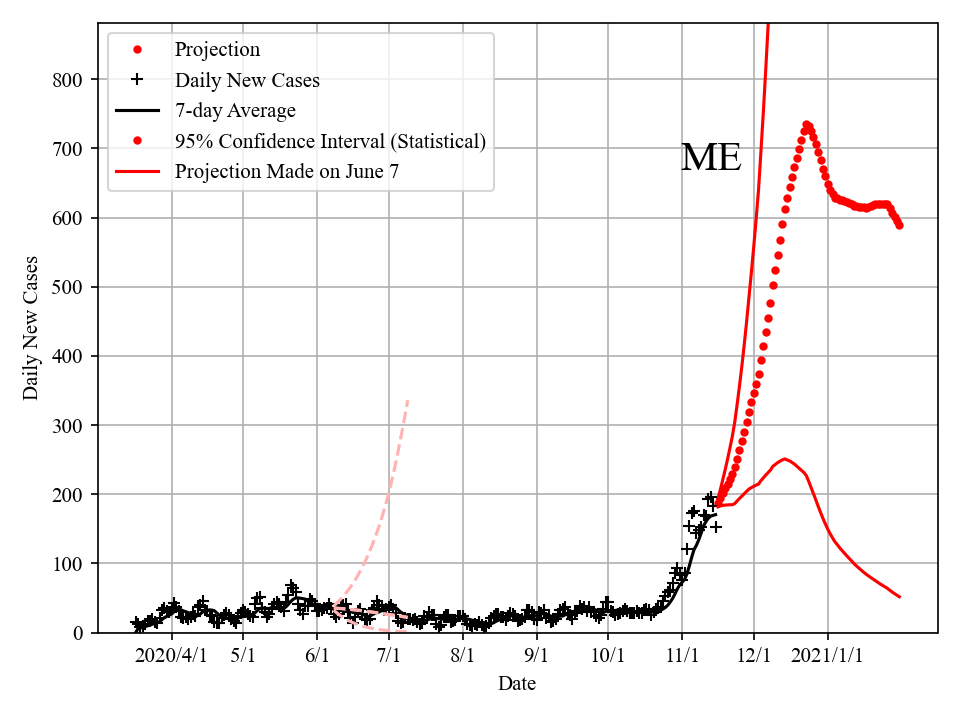 Projection
Daily New Cases
7-day Average
95% Confidence Interval (Statistical)
Projection Made on June 7
ME
Daily New Cases
800
700
600
500
400
300
200
100
0
2020/4/1 5/1 6/1 7/1 8/1 9/1 10/1 11/1 12/1 2021/1/1
Date